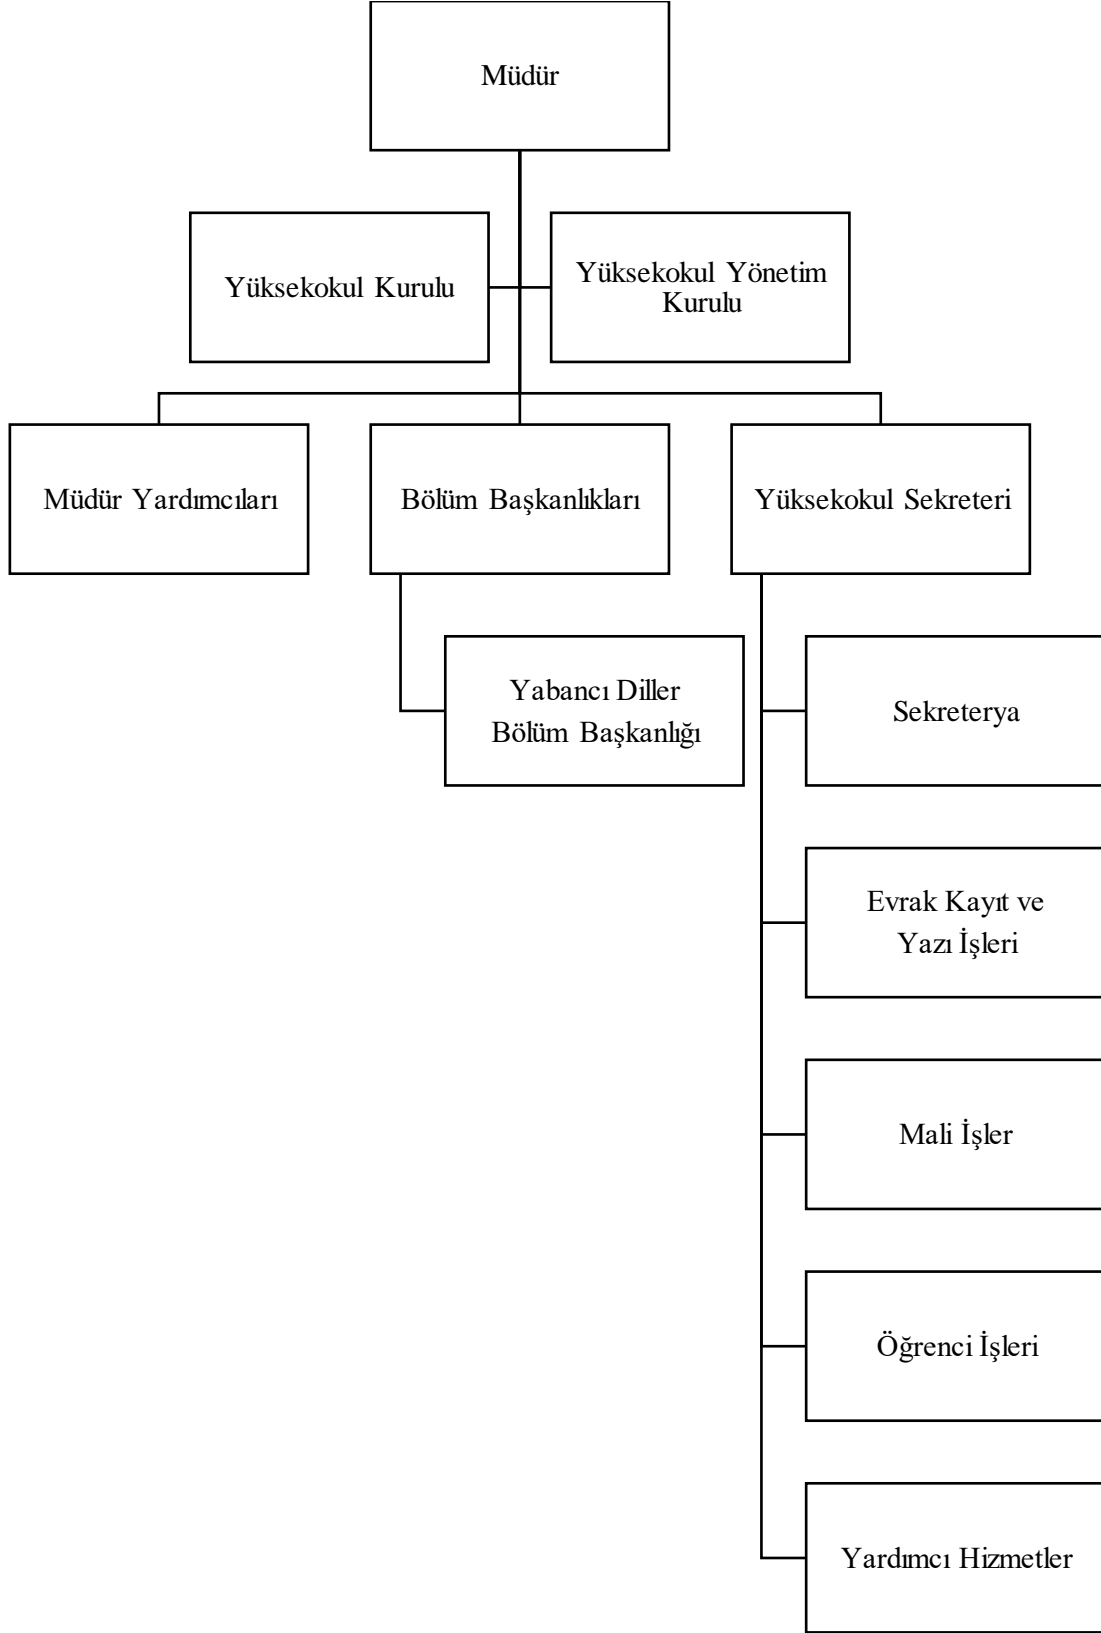 Müdür
Yüksekokul Kurulu
Yüksekokul Yönetim
Kurulu
Müdür Yardımcıları
Bölüm Başkanlıkları
Yüksekokul Sekreteri
Yabancı Diller
Bölüm Başkanlığı
Sekreterya
Evrak Kayıt ve
Yazı İşleri
Mali İşler
Öğrenci İşleri
Yardımcı Hizmetler